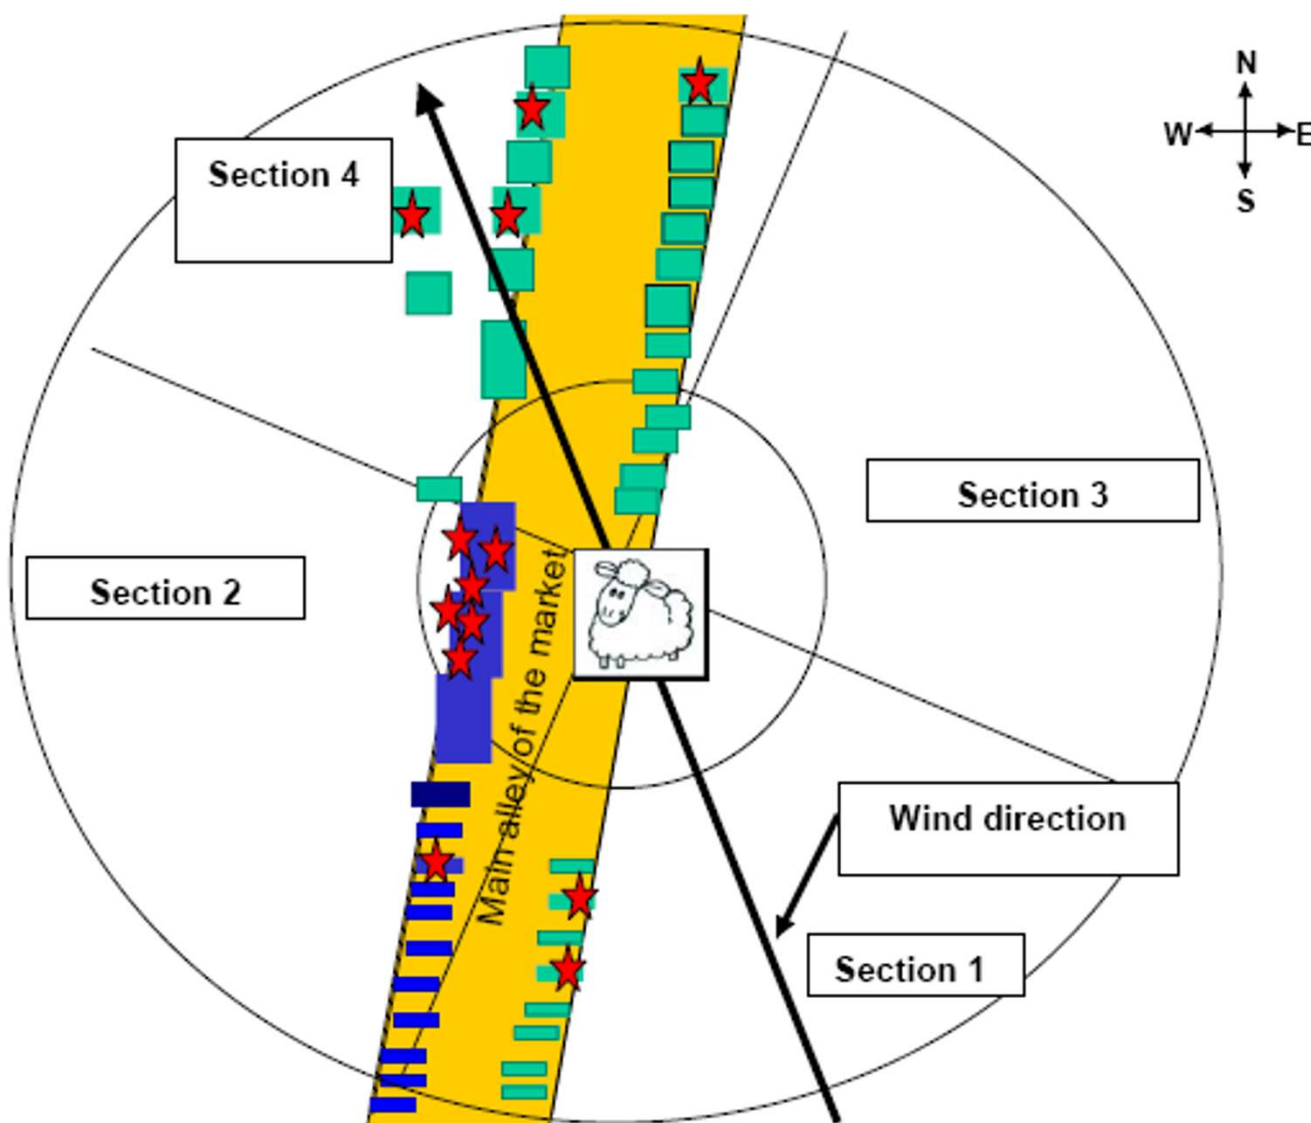 N
W E
S
Section 4
Section 3
Section 2
Main alley of the market
Wind direction
Section 1